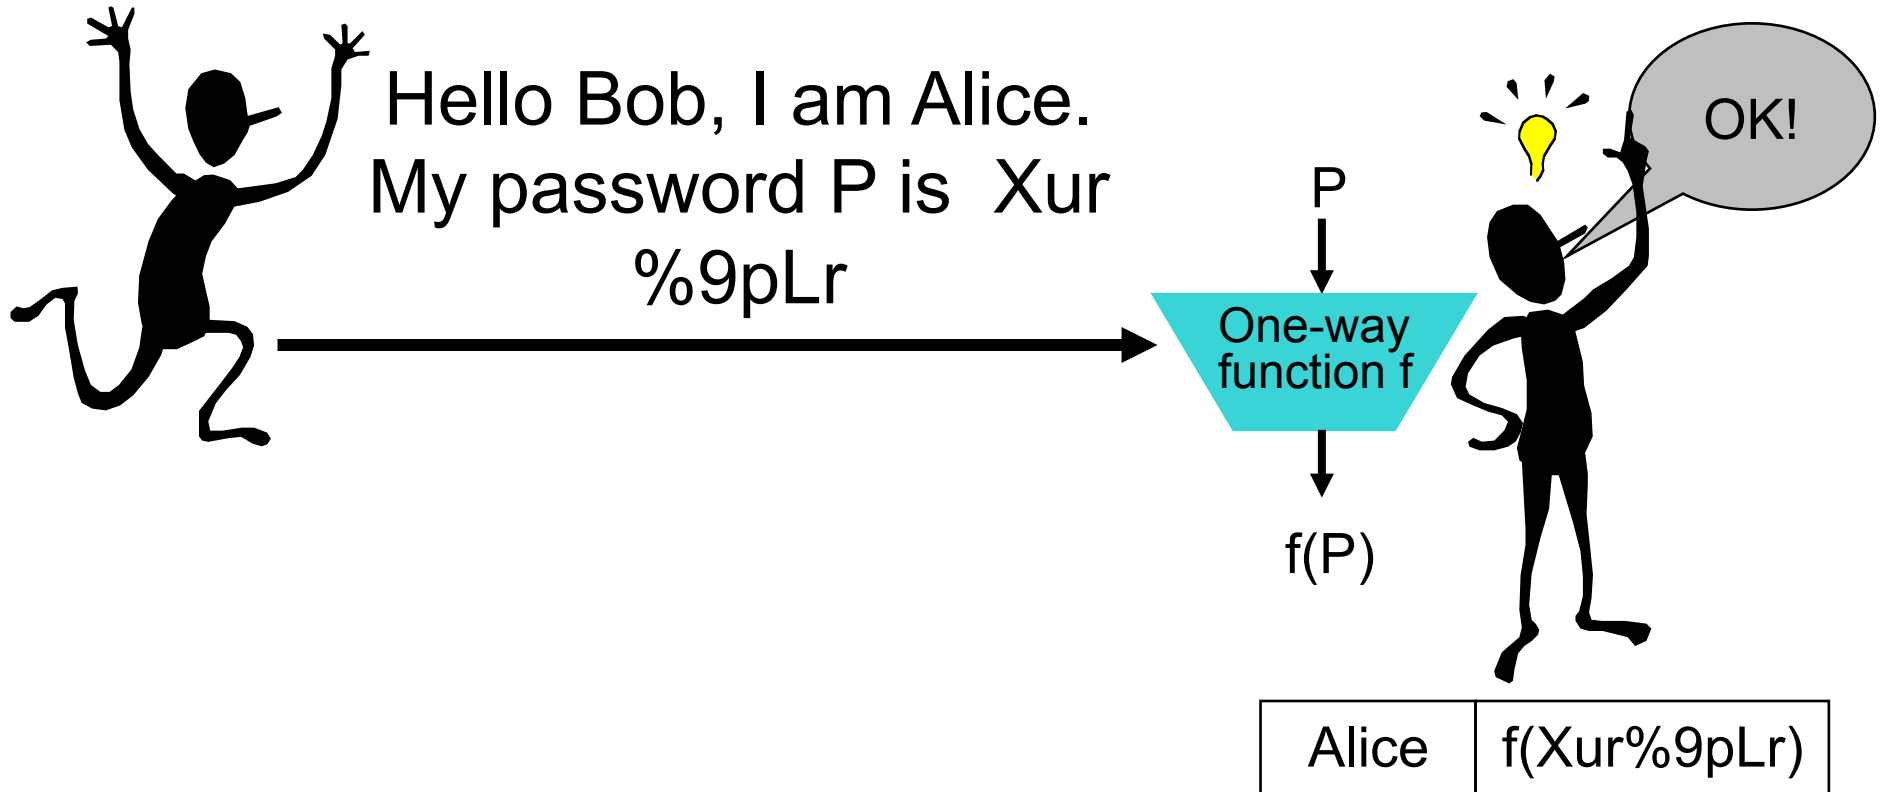 Hello Bob, I am Alice.
My password P is Xur
%9pLr
OK!
P
One-way
function f
f(P)
Alice f(Xur%9pLr)